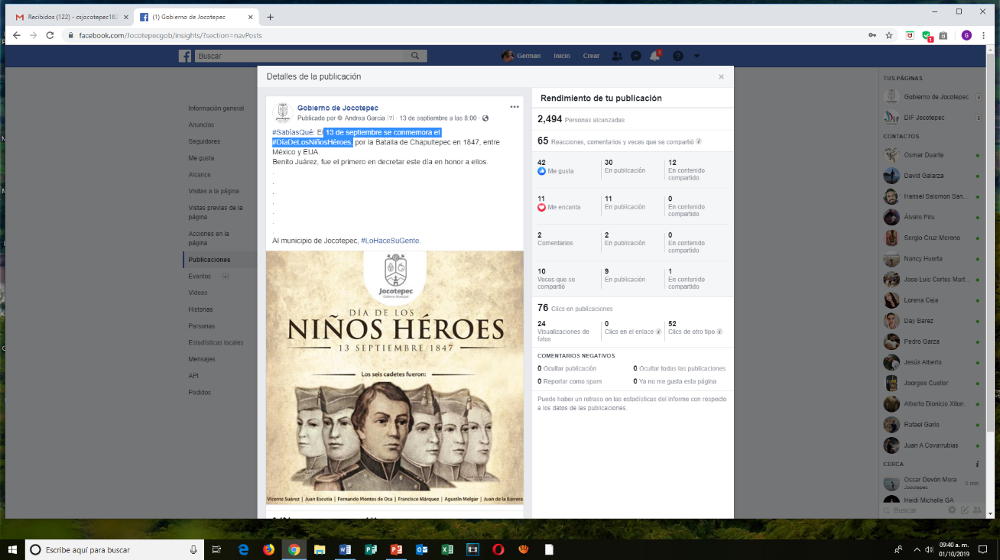 Recibidos (122) - csjocotepec182
(1) Gobierno de Jocotepec
facebook.com/Jocotepecgob/insights/?section=navPosts
G
Buscar
German
Inicio
Crear
1
Detalles de la publicación
Información general
Anuncios
Seguidores
Me gusta
Alcance
Visitas a la página
Vistas previas de la
página
Acciones en la
página
Publicaciones
Eventos
Videos
Historias
Personas
Estadísticas locales
Mensajes
API
Pedidos
Gobierno de Jocotepec
Publicado por Andrea Garcia [?] · 13 de septiembre a las 8:00 ·
#SabíasQué: El 13 de septiembre se conmemora el
#DíaDeLosNiñosHéroes, por la Batalla de Chapultepec en 1847, entre
México y EUA.
Benito Juárez, fue el primero en decretar este día en honor a ellos.
.
.
.
.
.
.
.
Al municipio de Jocotepec, #LoHaceSuGente.
Jocotepec
Gobierno Municipal
DÍA DE LOS
NIÑOS HÉROES
13 SEPTIEMBRE 1847
Los seis cadetes fueron:
Vicente Suárez | Juan Escutia | Fernando Montes de Oca | Francisco Márquez | Agustín Melgar | Juan de la Barrera
Rendimiento de tu publicación
2,494 Personas alcanzadas
65 Reacciones, comentarios y veces que se compartió
42 Me gusta
30 En publicación
12 En contenido compartido
11 Me encanta
11 En publicación
0 En contenido compartido
2 Comentarios
2 En publicación
0 En contenido compartido
10 Veces que se compartió
9 En publicación
1 En contenido compartido
76 Clics en publicaciones
24 Visualizaciones de fotos
0 Clics en el enlace
52 Clics de otro tipo
COMENTARIOS NEGATIVOS
0 Ocultar publicación
0 Ocultar todas las publicaciones
0 Reportar como spam
0 Ya no me gusta esta página
Puede haber un retraso en las estadísticas del informe con respecto
a los datos de las publicaciones.
TUS PÁGINAS
Gobierno de Jocotepec
DIF Jocotepec
CONTACTOS
Osmar Duarte
David Galarza
Hansel Salomon San...
Álvaro Piru
Sergio Cruz Moreno
Nancy Huerta
Jose Luis Cortes Mart...
Lorena Ceja
Day Barez
Pedro Garza
Jesús Alberto
Joorgee Cuellar
Alberto Dionicio Xilon...
Rafael Garlo
Juan A Covarrubias
CERCA
Oscar Devón Mora
Jocotepec
5 min
Heidi Michelle GA
Buscar
Escribe aquí para buscar
09:40 a. m.
01/10/2019